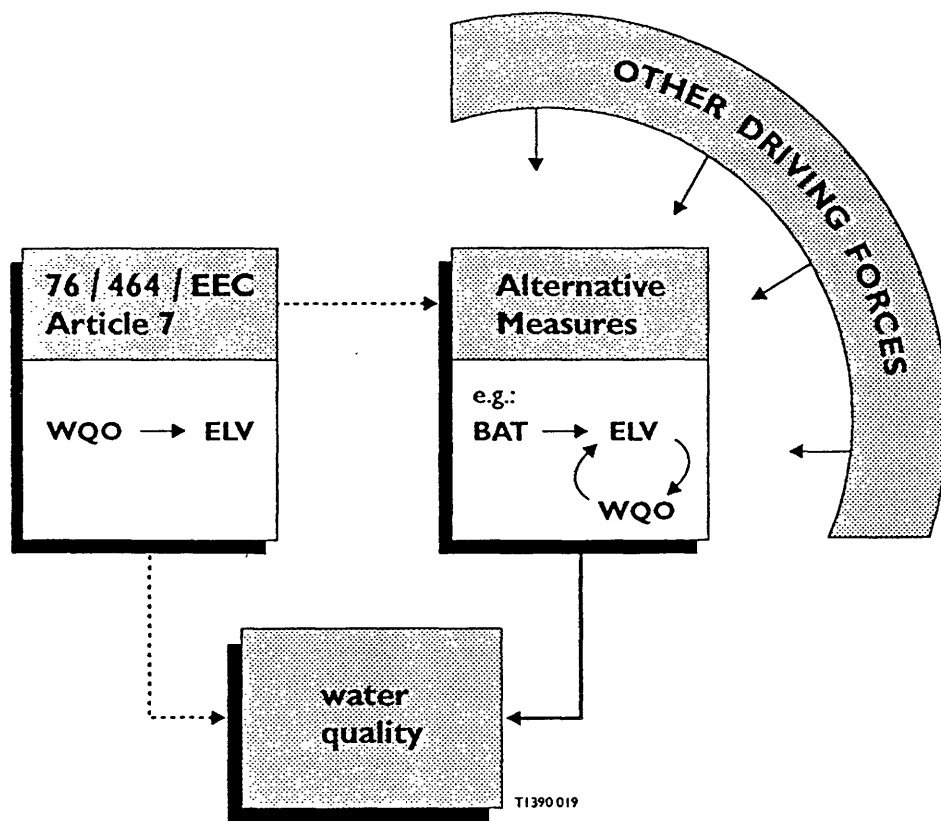 OTHER DRIVING FORCES
76 / 464 / EEC
Article 7
WQO → ELV
Alternative
Measures
e.g.:
BAT → ELV
WQO
water
quality
T1390019